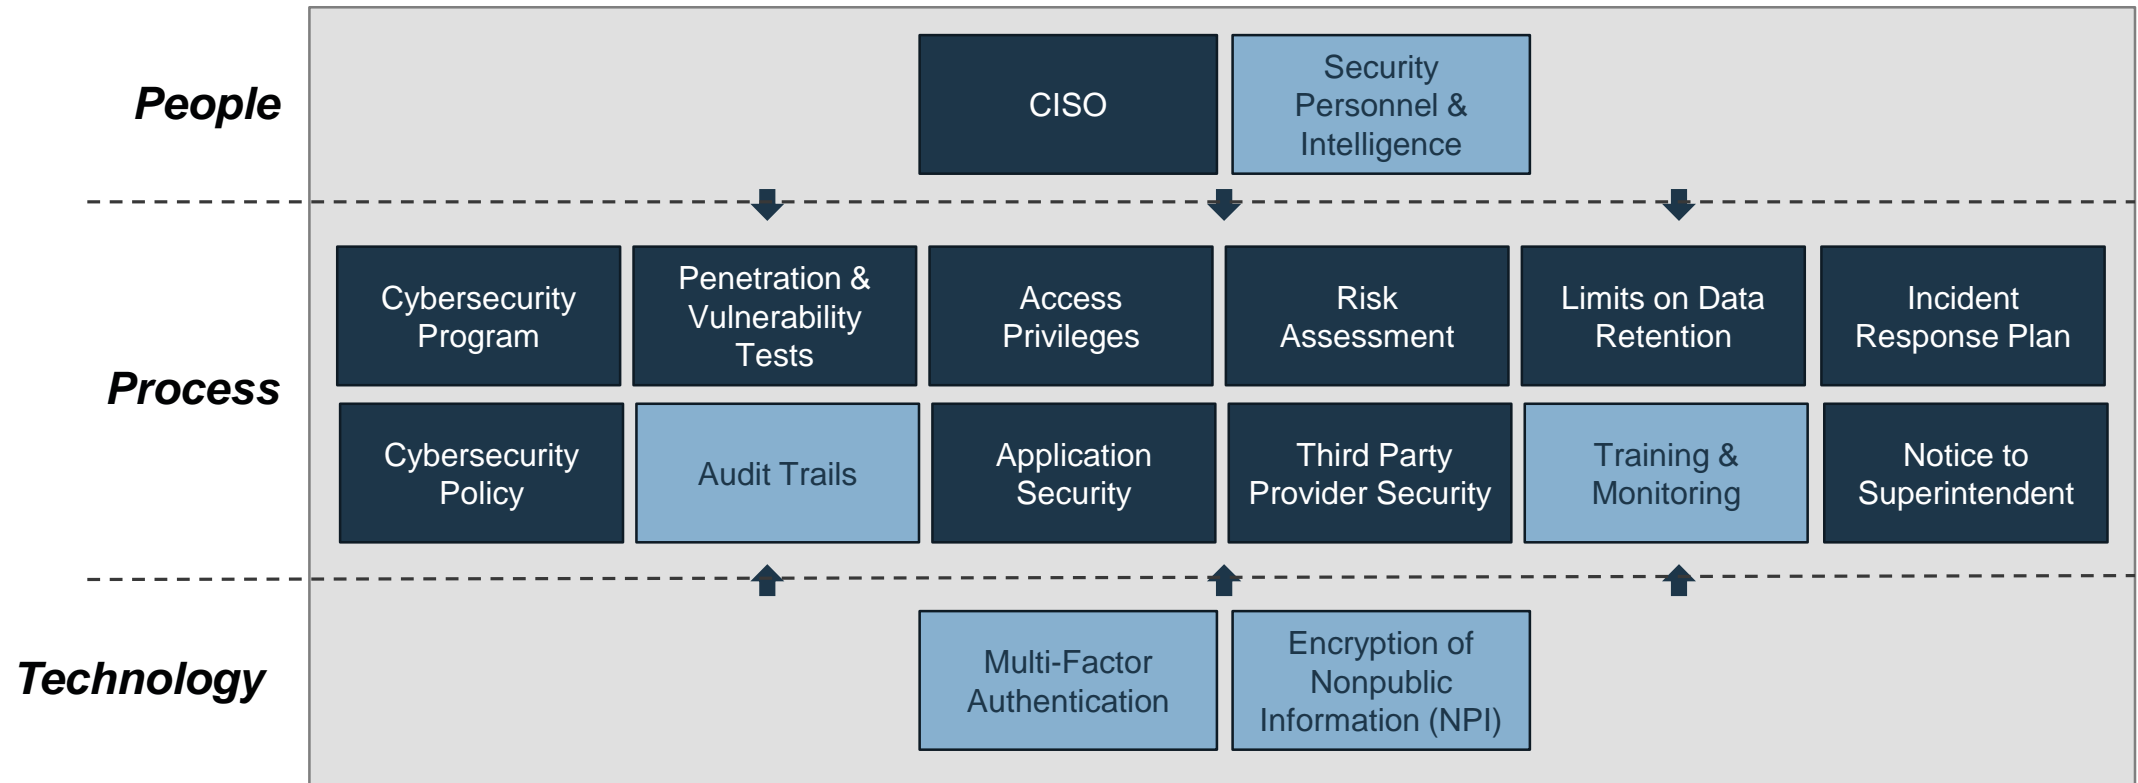 People
CISO
Security
Personnel &
Intelligence
Process
Cybersecurity
Program
Penetration &
Vulnerability
Tests
Access
Privileges
Risk
Assessment
Limits on Data
Retention
Incident
Response Plan
Cybersecurity
Policy
Audit Trails
Application
Security
Third Party
Provider Security
Training &
Monitoring
Notice to
Superintendent
Technology
Multi-Factor
Authentication
Encryption of
Nonpublic
Information (NPI)